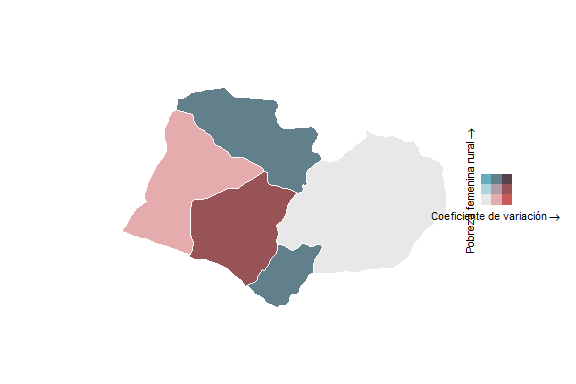 Pobreza femenina rural →
Coeficiente de variación →